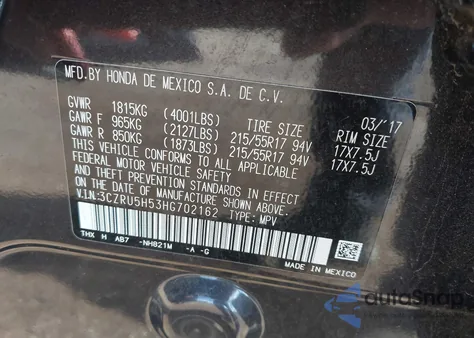 MFD.BY HONDA DE MEXICO S.A. DE C.V.
03/'17
GVWR 1815KG (4001LBS) TIRE SIZE RIM SIZE
GAWR F 965KG (2127LBS) 215/55R17 94V 17X7.5J
GAWR R 850KG (1873LBS) 215/55R17 94V 17X7.5J
THIS VEHICLE CONFORMS TO ALL APPLICABLE
FEDERAL MOTOR VEHICLE SAFETY
AND THEFT PREVENTION STANDARDS IN EFFECT
ON THE DATE OF MANUFACTURE SHOWN ABOVE.
V.I.N:3CZRU5H53HG702162 TYPE: MPV
THX H AB7 -NH821M -A -G
MADE IN MEXICO
autoSnap